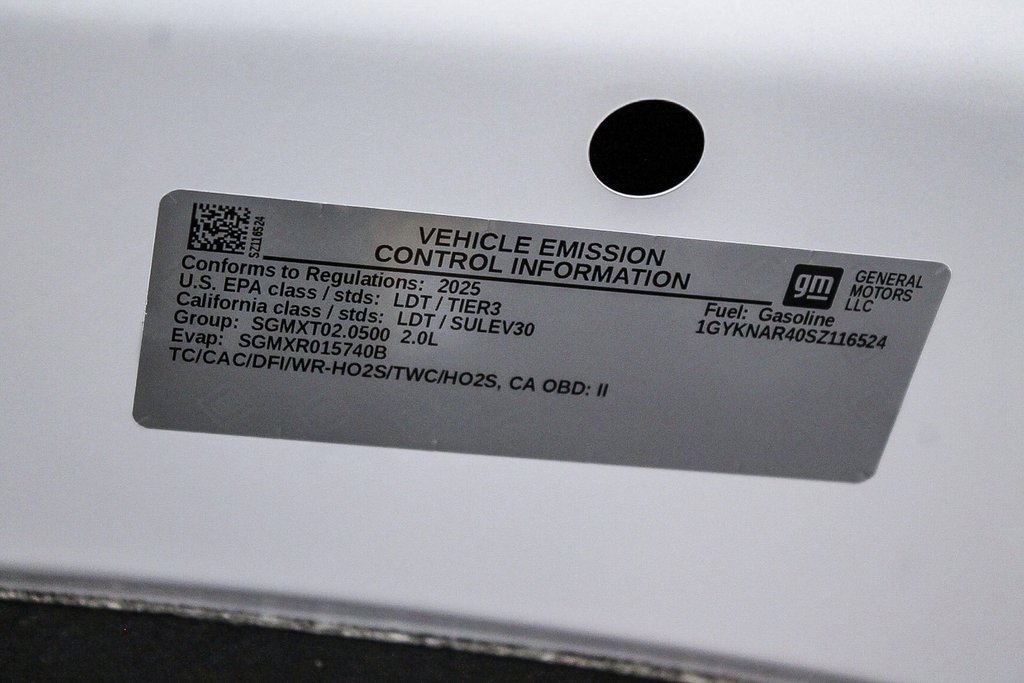 SZ116524
VEHICLE EMISSION
CONTROL INFORMATION
gm
GENERAL
MOTORS
LLC
Conforms to Regulations: 2025
U.S. EPA class / stds: LDT / TIER3
California class / stds: LDT / SULEV30
Group: SGMXT02.0500 2.0L
Evap: SGMXR015740B
TC/CAC/DFI/WR-HO2S/TWC/HO2S, CA OBD: II
Fuel: Gasoline
1GYKNAR40SZ116524